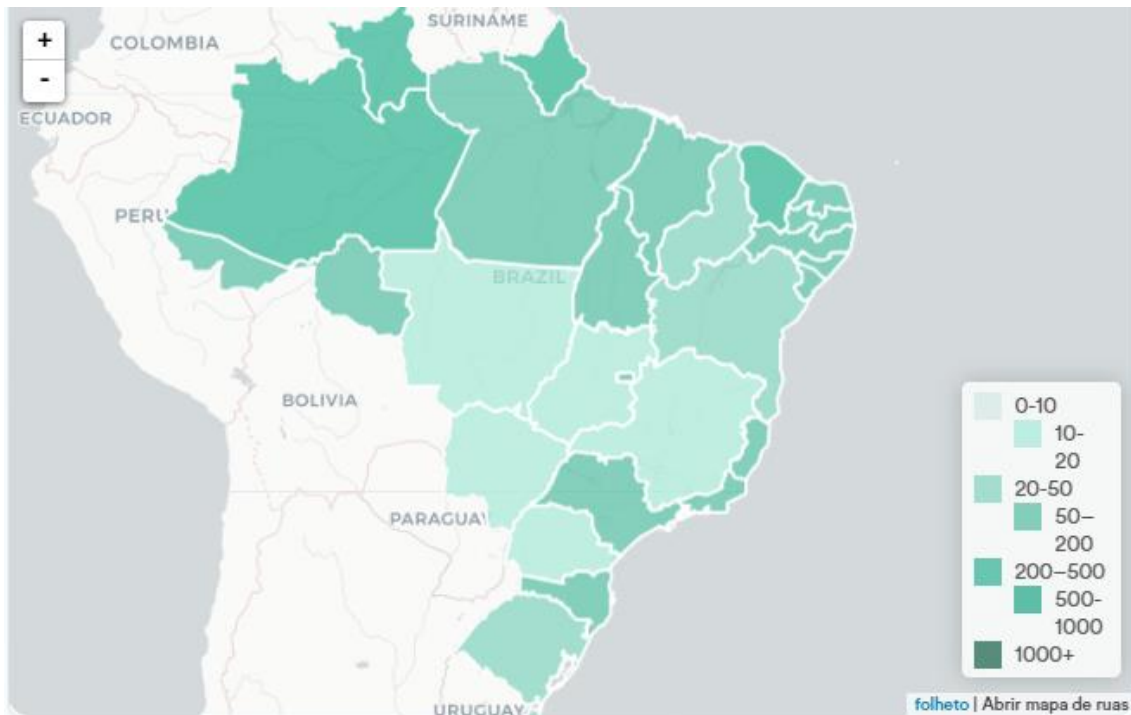 +
-
COLOMBIA
SURINAME
ECUADOR
PERU
BRAZIL
BOLIVIA
PARAGUAY
URUGUAY
0-10
10-
20
20-50
50–
200
200–500
500-
1000
1000+
folheto | Abrir mapa de ruas